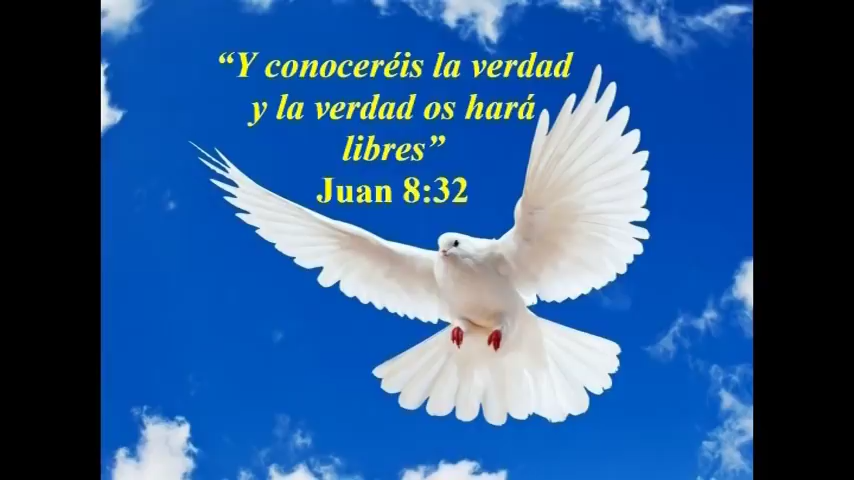 “Y conoceréis la verdad
y la verdad os hará
libres”
Juan 8:32